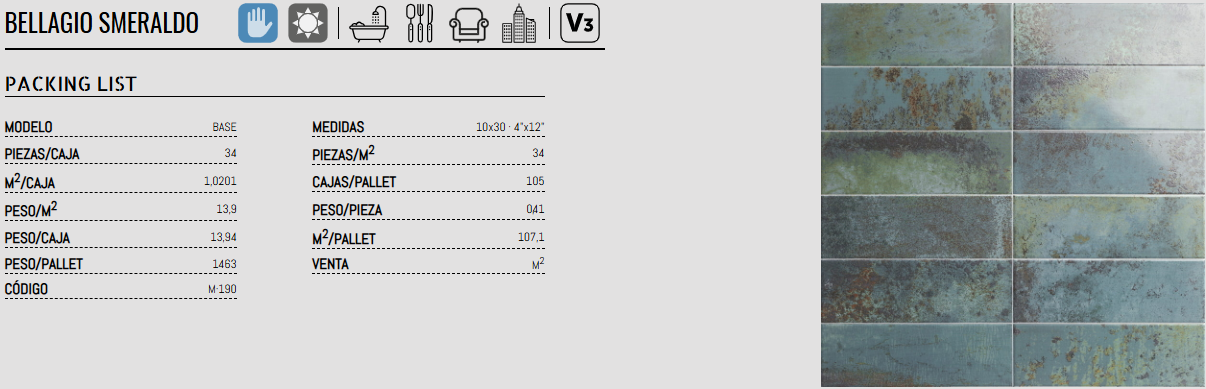 BELLAGIO SMERALDO
V3
PACKING LIST
MODELO BASE
PIEZAS/CAJA 34
M²/CAJA 1,0201
PESO/M² 13,9
PESO/CAJA 13,94
PESO/PALLET 1463
CÓDIGO M-190
MEDIDAS 10x30 · 4"x12"
PIEZAS/M² 34
CAJAS/PALLET 105
PESO/PIEZA 0,41
M²/PALLET 107,1
VENTA M²